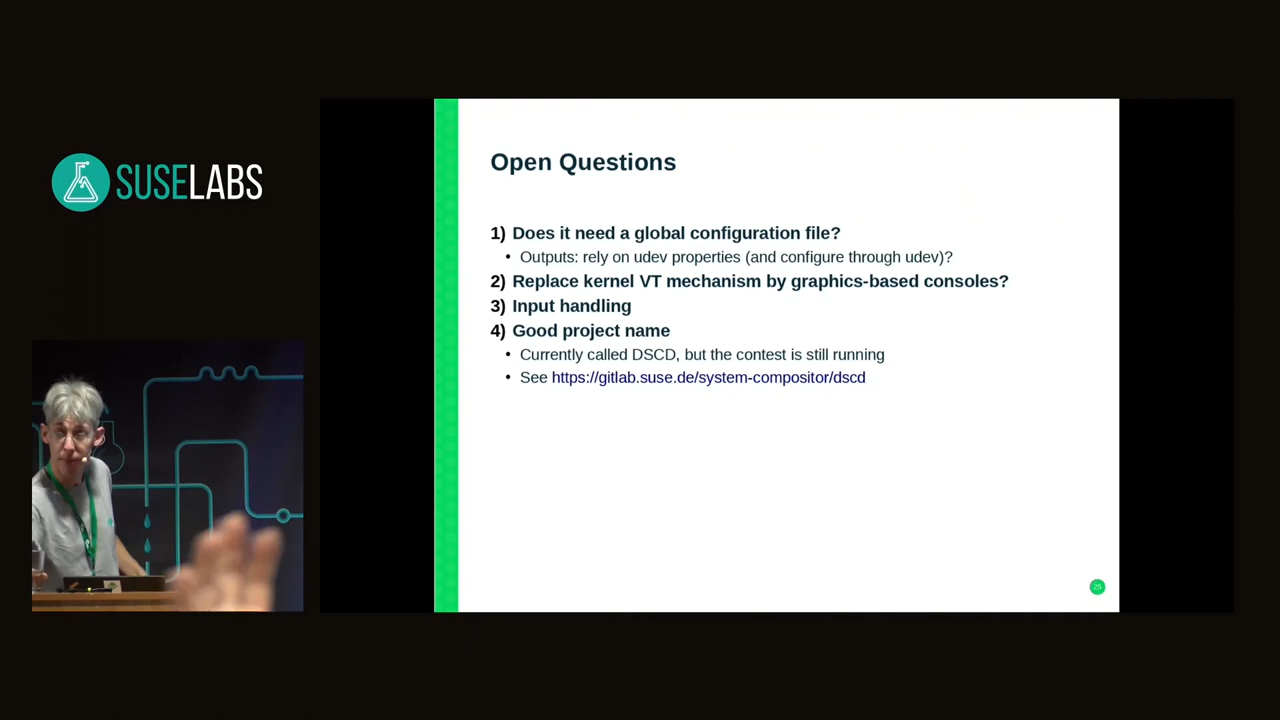 SUSELABS
Open Questions
1) Does it need a global configuration file?
• Outputs: rely on udev properties (and configure through udev)?
2) Replace kernel VT mechanism by graphics-based consoles?
3) Input handling
4) Good project name
• Currently called DSCD, but the contest is still running
• See https://gitlab.suse.de/system-compositor/dscd
25